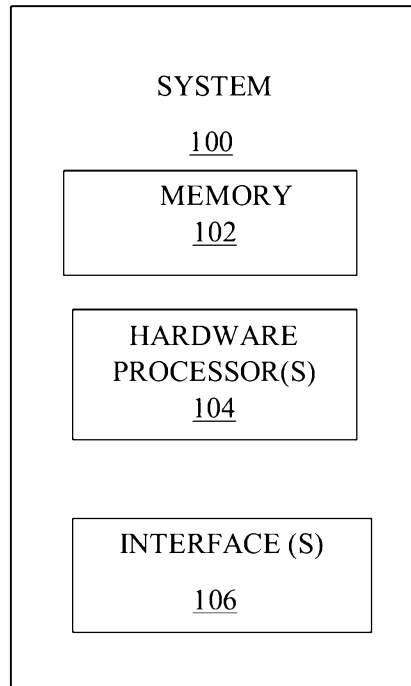 SYSTEM
100
MEMORY
102
HARDWARE
PROCESSOR(S)
104
INTERFACE (S)
106